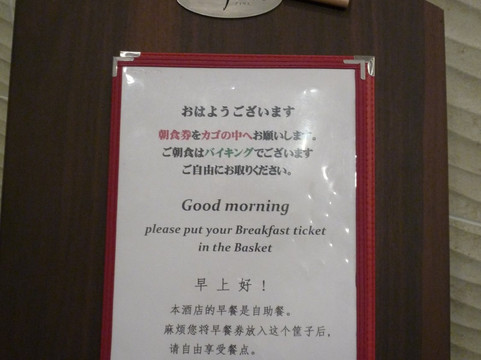 おはようございます
朝食券をカゴの中へお願いします。
ご朝食はバイキングでございます
ご自由にお取りください。
Good morning
please put your Breakfast ticket
in the Basket
早上好！
本酒店的早餐是自助餐。
麻烦您将早餐券放入这个筐子后，
请自由享受餐点。